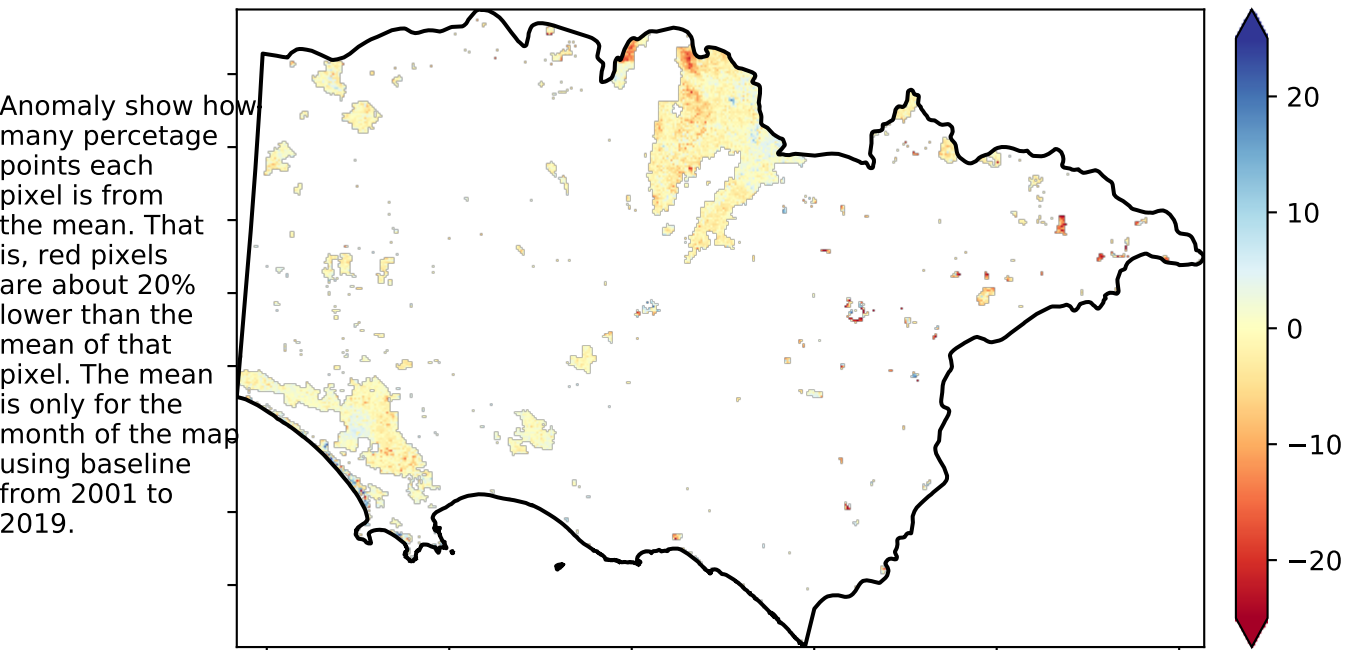 Anomaly show how
many percetage
points each
pixel is from
the mean. That
is, red pixels
are about 20%
lower than the
mean of that
pixel. The mean
is only for the
month of the map
using baseline
from 2001 to
2019.
20
10
0
−10
−20